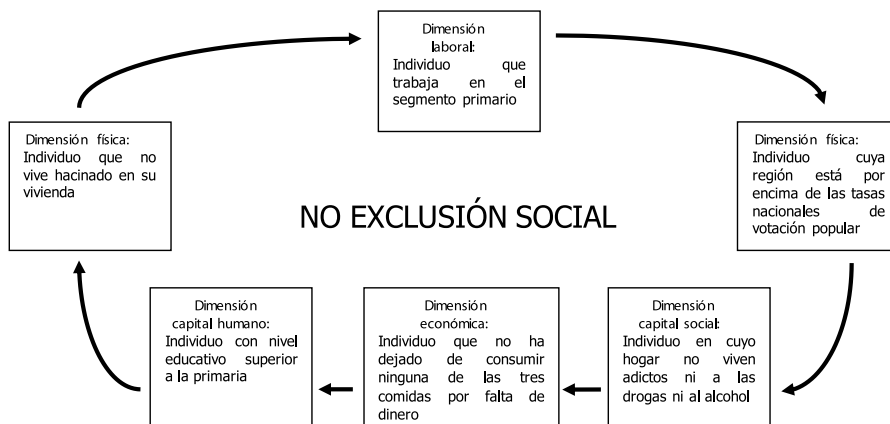 Dimensión
laboral:
Individuo que
trabaja en el
segmento primario
Dimensión física:
Individuo que no
vive hacinado en su
vivienda
Dimensión física:
Individuo cuya
región está por
encima de las tasas
nacionales de
votación popular
NO EXCLUSIÓN SOCIAL
Dimensión
capital humano:
Individuo con nivel
educativo superior
a la primaria
Dimensión
económica:
Individuo que no ha
dejado de consumir
ninguna de las tres
comidas por falta de
dinero
Dimensión
capital social:
Individuo en cuyo
hogar no viven
adictos ni a las
drogas ni al alcohol